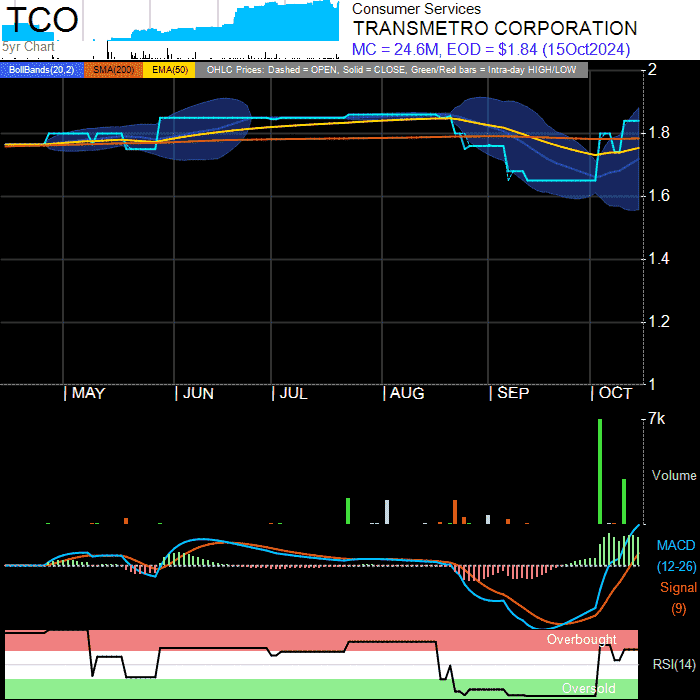 TCO
5yr Chart
Consumer Services
TRANSMETRO CORPORATION
MC = 24.6M, EOD = $1.84 (15Oct2024)
BollBands(20,2) SMA(200) EMA(50) OHLC Prices: Dashed = OPEN, Solid = CLOSE, Green/Red bars = Intra-day HIGH/LOW
2
1.8
1.6
1.4
1.2
1
| MAY | JUN | JUL | AUG | SEP | OCT
7k
Volume
MACD
(12-26)
Signal
(9)
Overbought
RSI(14)
Oversold